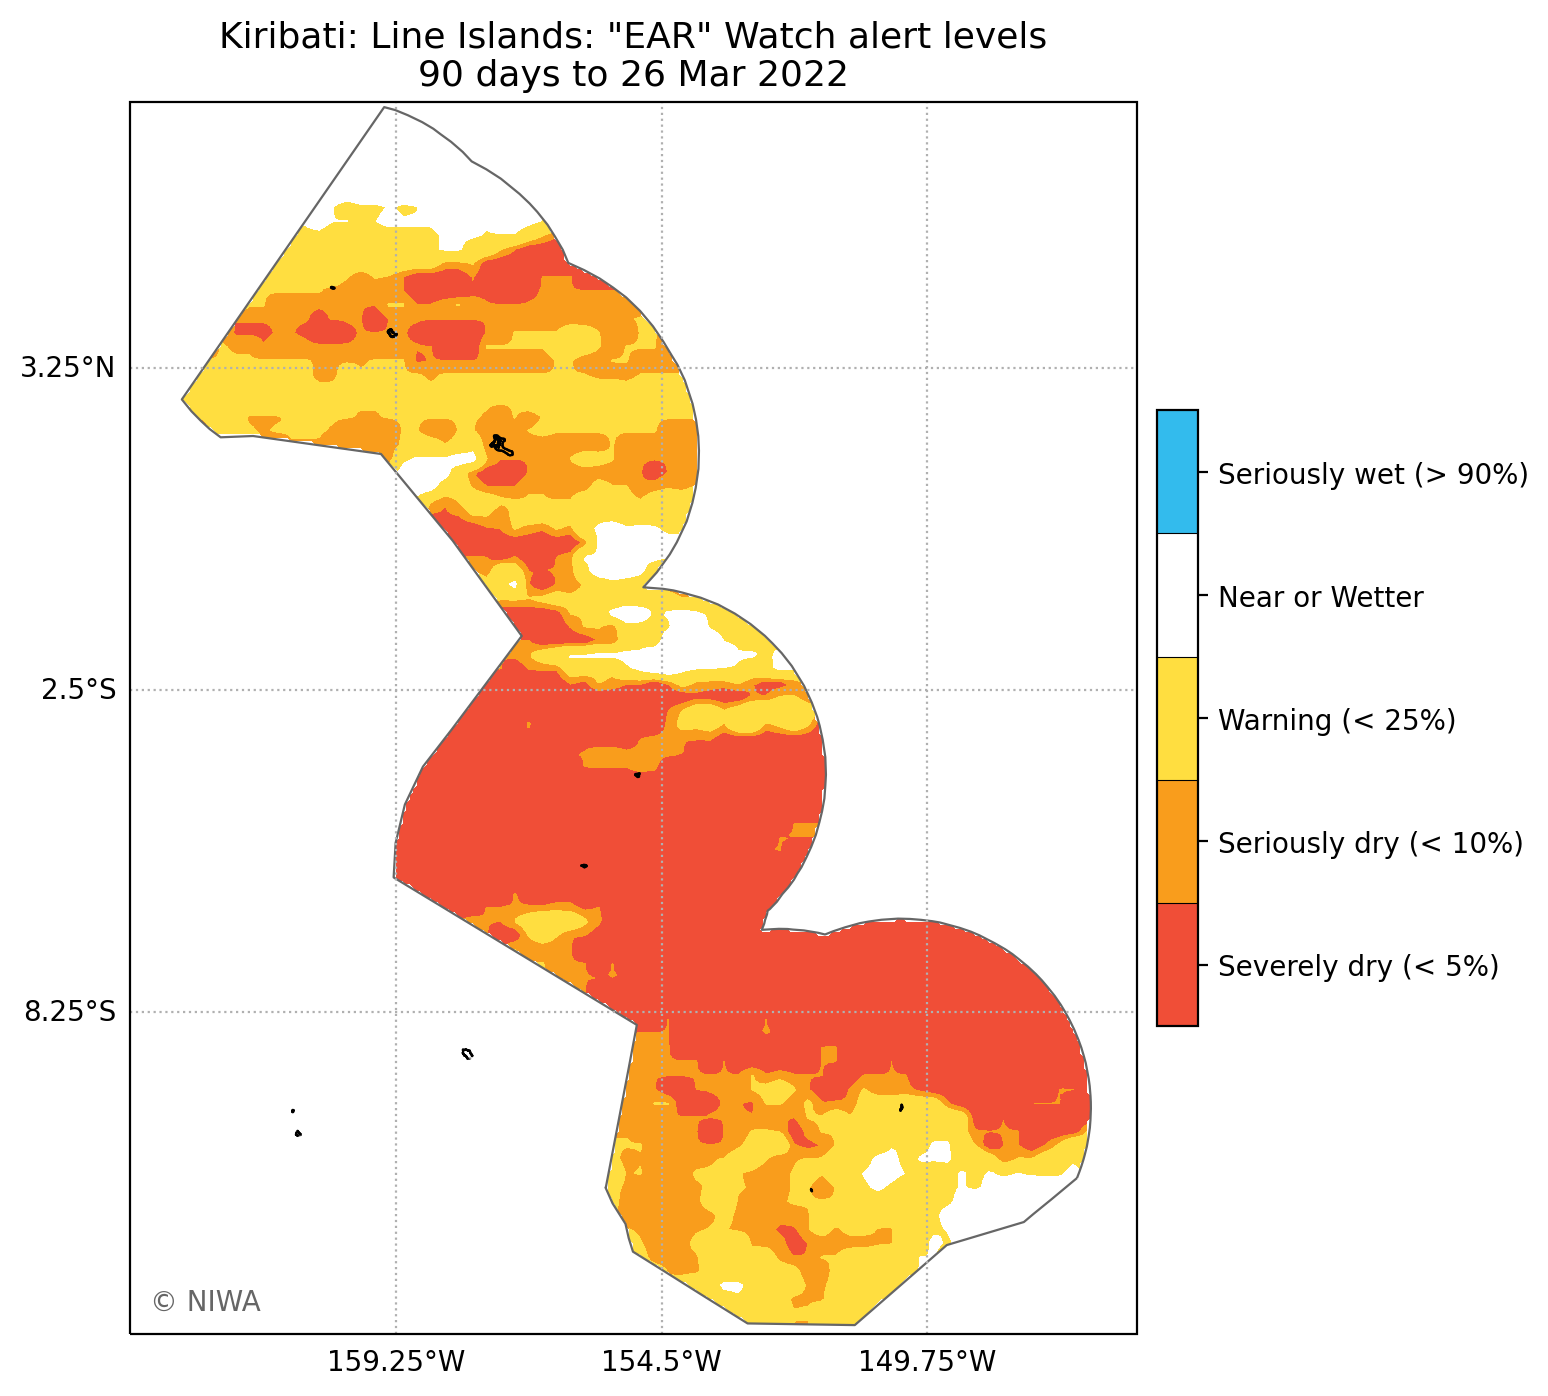 Kiribati: Line Islands: "EAR" Watch alert levels
90 days to 26 Mar 2022
3.25°N
2.5°S
8.25°S
159.25°W
154.5°W
149.75°W
© NIWA
Seriously wet (> 90%)
Near or Wetter
Warning (< 25%)
Seriously dry (< 10%)
Severely dry (< 5%)